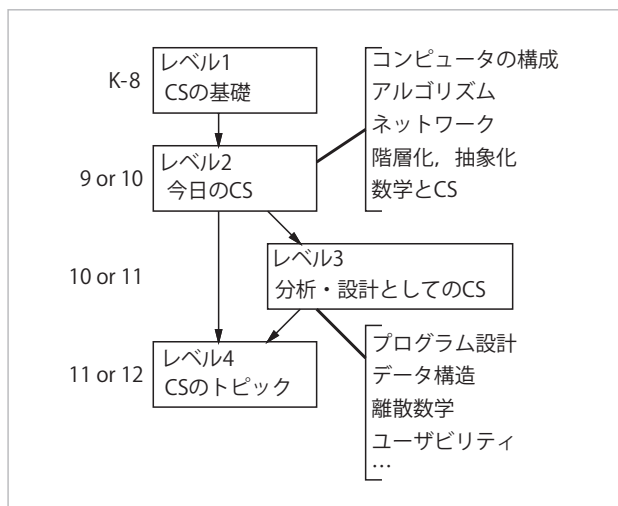 K-8
レベル1
CSの基礎
9 or 10
レベル2
今日のCS
コンピュータの構成
アルゴリズム
ネットワーク
階層化，抽象化
数学とCS
10 or 11
レベル3
分析・設計としてのCS
11 or 12
レベル4
CSのトピック
プログラム設計
データ構造
離散数学
ユーザビリティ
…